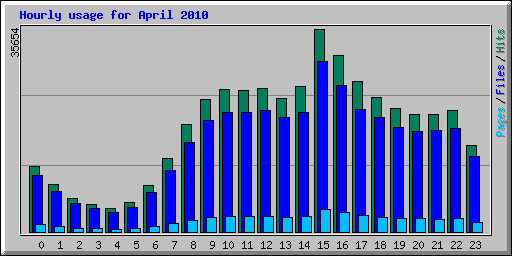 Hourly usage for April 2010
35654
Pages / Files / Hits
0 1 2 3 4 5 6 7 8 9 10 11 12 13 14 15 16 17 18 19 20 21 22 23